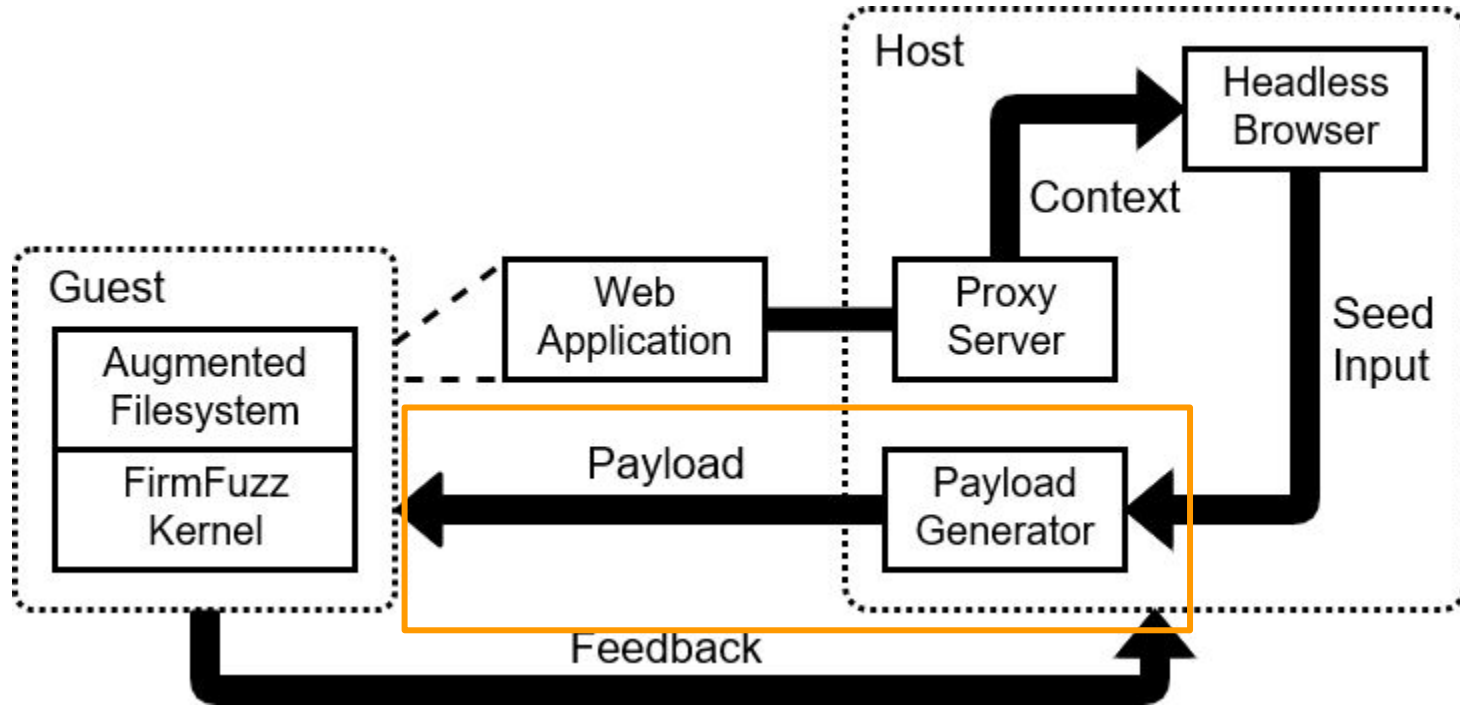 Host
Headless
Browser
Context
Guest
Web
Application
Proxy
Server
Seed
Input
Augmented
Filesystem
FirmFuzz
Kernel
Payload
Payload
Generator
Feedback